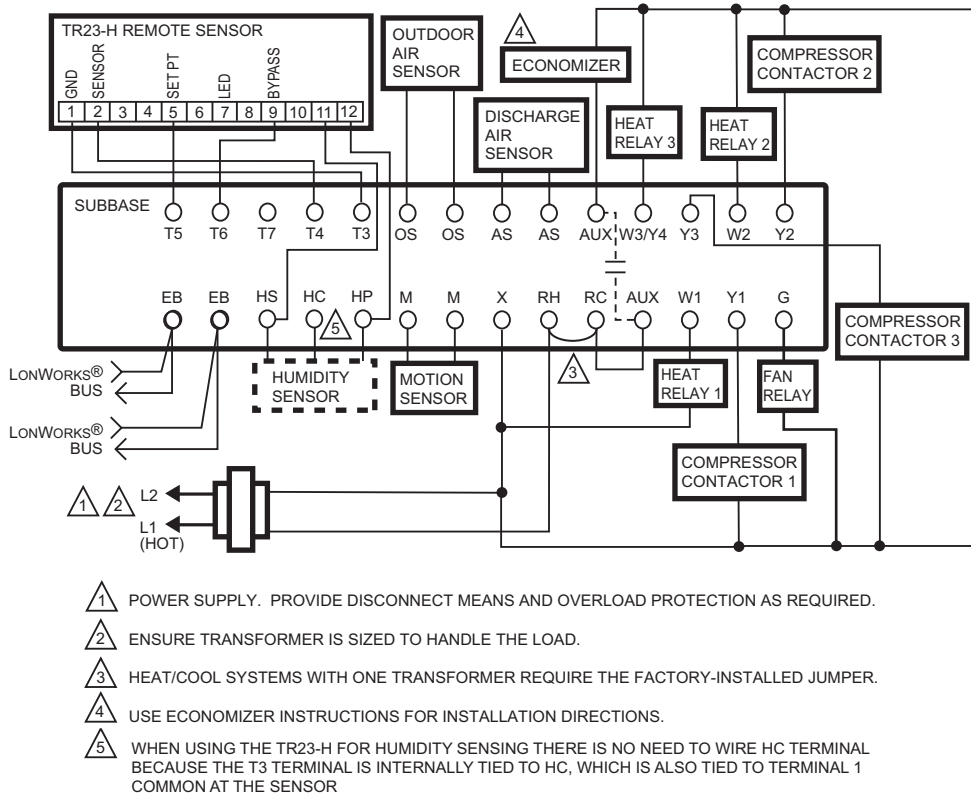 TR23-H REMOTE SENSOR
GND
SENSOR
SET PT
LED
BYPASS
1 2 3 4 5 6 7 8 9 10 11 12
OUTDOOR
AIR
SENSOR
4
ECONOMIZER
DISCHARGE
AIR
SENSOR
HEAT
RELAY 3
HEAT
RELAY 2
COMPRESSOR
CONTACTOR 2
SUBBASE
T5 T6 T7 T4 T3 OS OS AS AS AUX W3/Y4 Y3 W2 Y2
EB EB HS HC HP M M X RH RC AUX W1 Y1 G
5
3
COMPRESSOR
CONTACTOR 3
HUMIDITY
SENSOR
MOTION
SENSOR
HEAT
RELAY 1
FAN
RELAY
LONWORKS®
BUS
LONWORKS®
BUS
COMPRESSOR
CONTACTOR 1
1 2 L2
L1
(HOT)
1 POWER SUPPLY. PROVIDE DISCONNECT MEANS AND OVERLOAD PROTECTION AS REQUIRED.
2 ENSURE TRANSFORMER IS SIZED TO HANDLE THE LOAD.
3 HEAT/COOL SYSTEMS WITH ONE TRANSFORMER REQUIRE THE FACTORY-INSTALLED JUMPER.
4 USE ECONOMIZER INSTRUCTIONS FOR INSTALLATION DIRECTIONS.
5 WHEN USING THE TR23-H FOR HUMIDITY SENSING THERE IS NO NEED TO WIRE HC TERMINAL
BECAUSE THE T3 TERMINAL IS INTERNALLY TIED TO HC, WHICH IS ALSO TIED TO TERMINAL 1
COMMON AT THE SENSOR